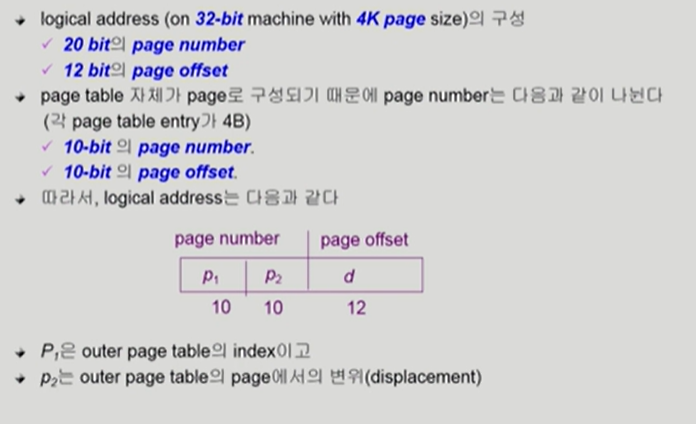 logical address (on 32-bit machine with 4K page size)의 구성
✓ 20 bit의 page number
✓ 12 bit의 page offset
page table 자체가 page로 구성되기 때문에 page number는 다음과 같이 나뉜다
(각 page table entry가 4B)
✓ 10-bit 의 page number.
✓ 10-bit 의 page offset.
따라서, logical address는 다음과 같다
page number page offset
p₁ p₂ d
10 10 12
P₁은 outer page table의 index이고
p₂는 outer page table의 page에서의 변위(displacement)